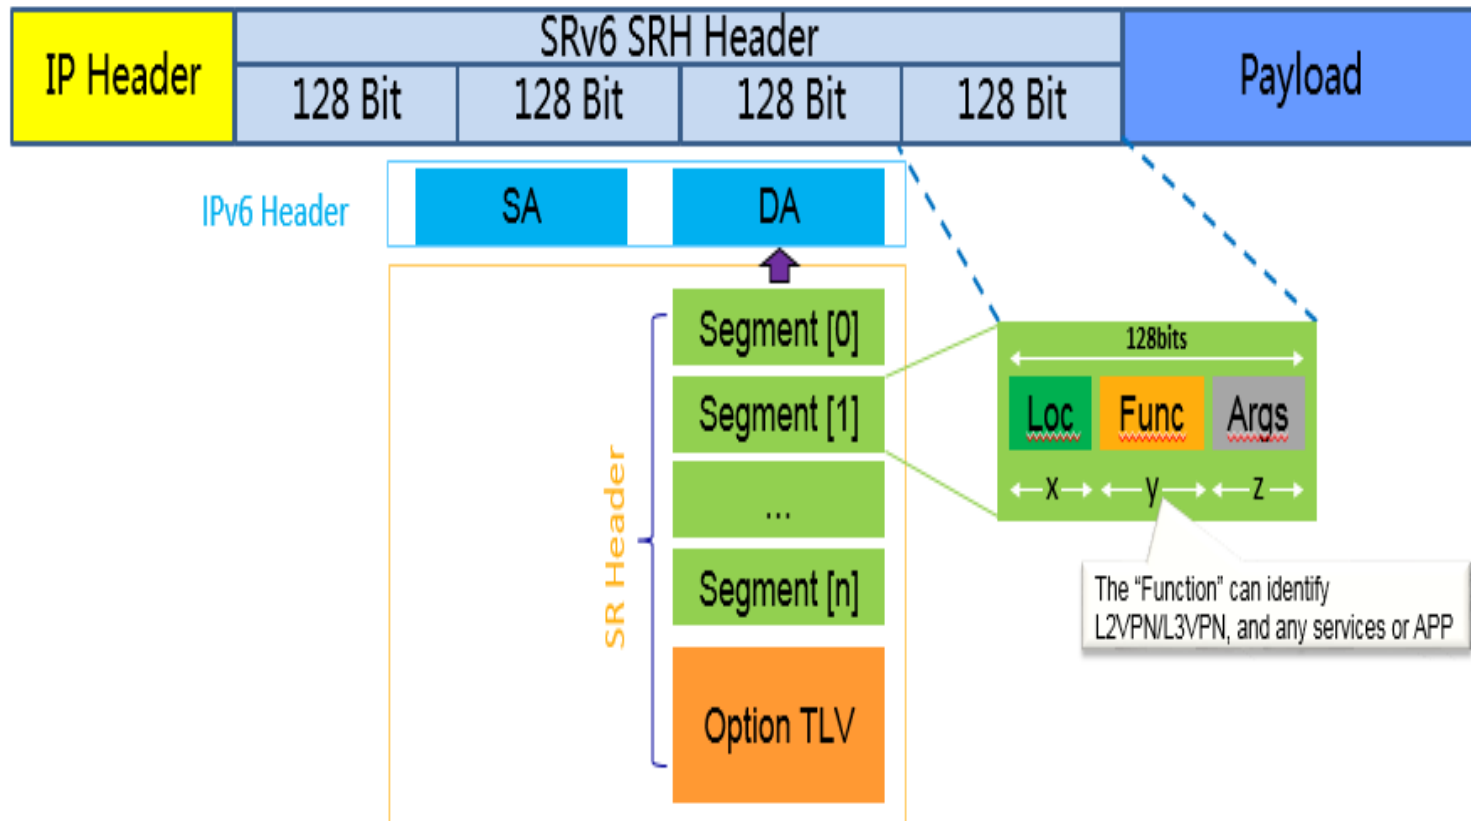 IP Header
SRv6 SRH Header
Payload
128 Bit
128 Bit
128 Bit
128 Bit
IPv6 Header
SA
DA
SR Header
Segment [0]
Segment [1]
...
Segment [n]
Option TLV
128bits
Loc
Func
Args
x
y
z
The “Function” can identify
L2VPN/L3VPN, and any services or APP